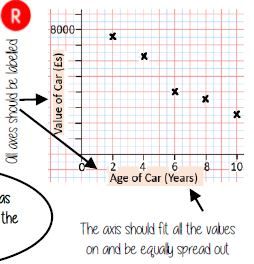 R
All axes should be labeled
Value of Car (£s)
8000
0 2 4 6 8 10
Age of Car (Years)
as
the
The axis should fit all the values
on and be equally spread out